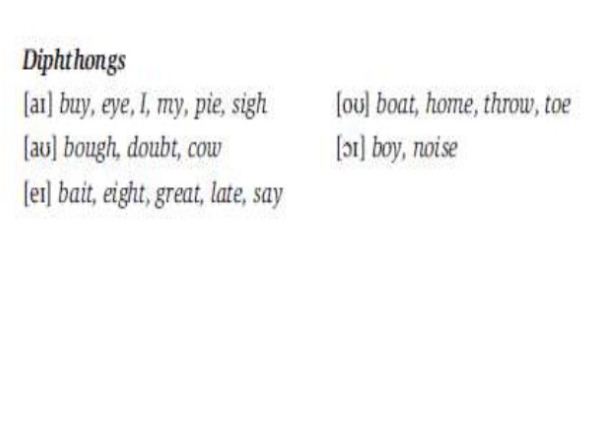 Diphthongs
[aɪ] buy, eye, I, my, pie, sigh
[oʊ] boat, home, throw, toe
[aʊ] bough, doubt, cow
[ɔɪ] boy, noise
[eɪ] bait, eight, great, late, say